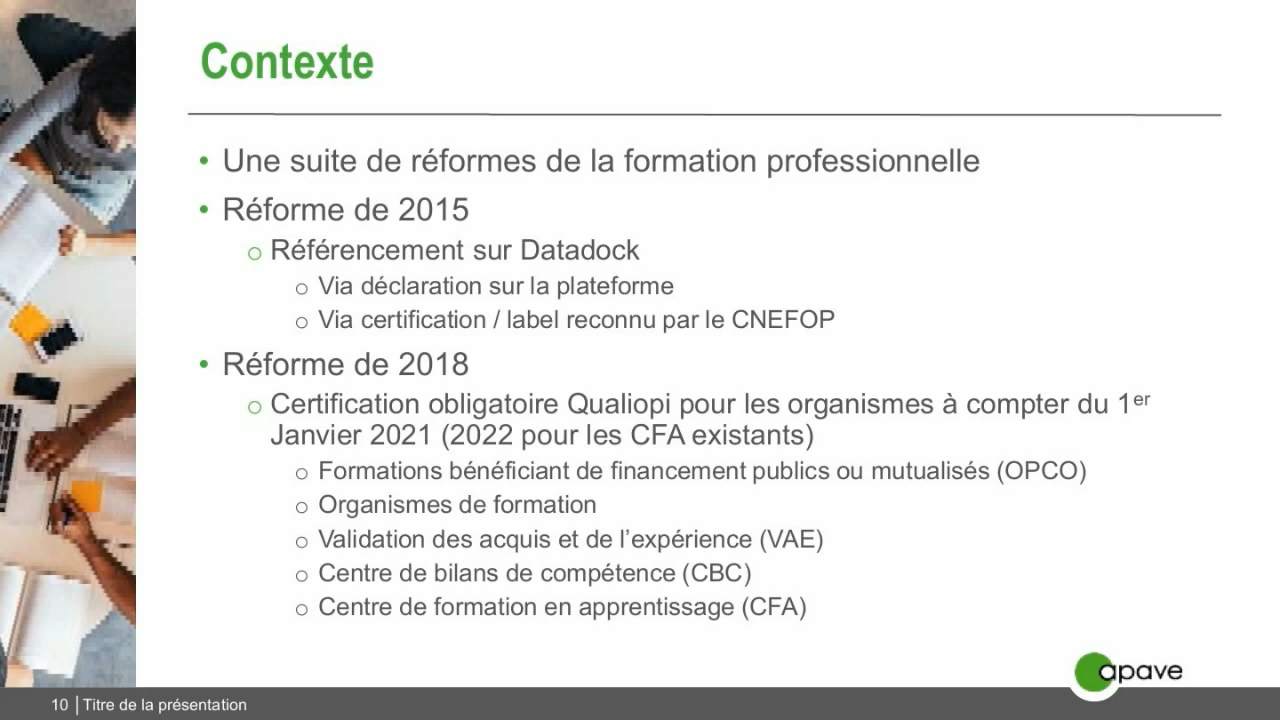 Contexte
• Une suite de réformes de la formation professionnelle
• Réforme de 2015
o Référencement sur Datadock
o Via déclaration sur la plateforme
o Via certification / label reconnu par le CNEFOP
• Réforme de 2018
o Certification obligatoire Qualiopi pour les organismes à compter du 1er
Janvier 2021 (2022 pour les CFA existants)
o Formations bénéficiant de financement publics ou mutualisés (OPCO)
o Organismes de formation
o Validation des acquis et de l’expérience (VAE)
o Centre de bilans de compétence (CBC)
o Centre de formation en apprentissage (CFA)
apave
10 | Titre de la présentation